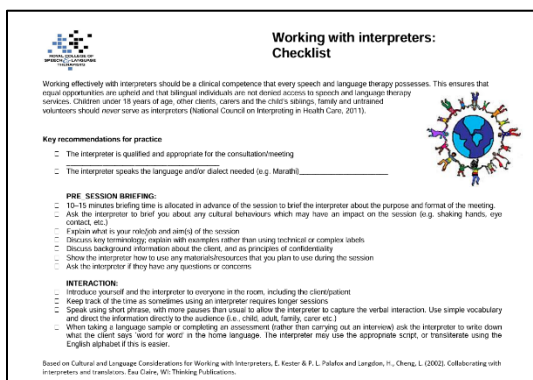 ROYAL COLLEGE OF
SPEECH & LANGUAGE
THERAPISTS
Working with interpreters:
Checklist
Working effectively with interpreters should be a clinical competence that every speech and language therapy possesses. This ensures that
equal opportunities are upheld and that bilingual individuals are not denied access to speech and language therapy
services. Children under 18 years of age, other clients, carers and the child's siblings, family and untrained
volunteers should never serve as interpreters (National Council on Interpreting in Health Care, 2011).
Key recommendations for practice
The interpreter is qualified and appropriate for the consultation/meeting
The interpreter speaks the language and/or dialect needed (e.g. Marathi)
PRE SESSION BRIEFING:
10–15 minutes time is allocated in advance of the session to brief the interpreter about the purpose and format of the meeting.
Ask the interpreter to brief you about any cultural behaviours which may have an impact on the session (e.g. shaking hands, eye
contact, etc.)
Explain what is your role/job and aim(s) of the session
Discuss key terminology; explain with examples rather than using technical or complex labels
Discuss background information about the client, and as principles of confidentiality
Show the interpreter how to use any materials/resources that you plan to use during the session
Ask the interpreter if they have any questions or concerns
INTERACTION:
Introduce yourself and the interpreter to everyone in the room, including the client/patient
Keep track of the time as sometimes using an interpreter requires longer sessions
Speak using short phrase, with more pauses than usual to allow the interpreter to capture the verbal interaction. Use simple vocabulary
and direct the information directly to the audience (i.e., child, adult, family, carer etc.)
When taking a language sample or completing an assessment (rather than carrying out an interview) ask the interpreter to write down
what the client says 'word for word' in the home language. The interpreter may use the appropriate script, or transliterate using the
English alphabet if this is easier.
Based on Cultural and Language Considerations for Working with Interpreters, E. Kester & P. L. Palafox and Langdon, H., Cheng, L. (2002). Collaborating with
interpreters and translators. Eau Claire, WI: Thinking Publications.